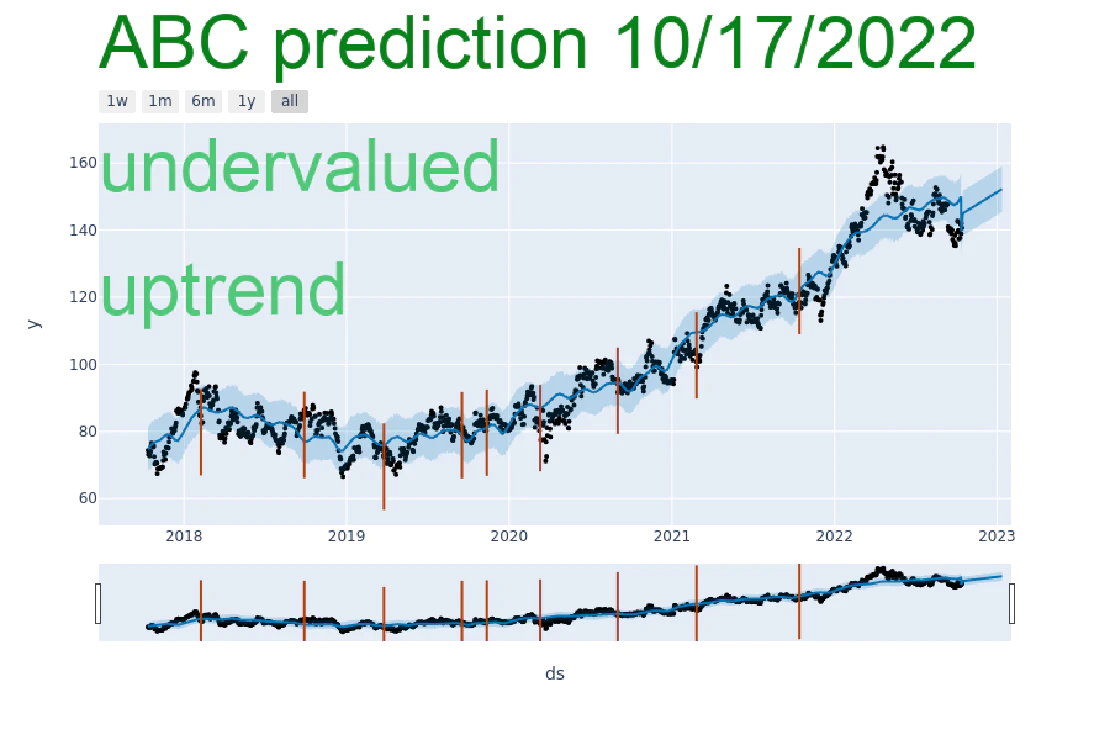 ABC prediction 10/17/2022
1w 1m 6m 1y all
undervalued
uptrend
160
140
120
100
80
60
y
2018 2019 2020 2021 2022 2023
ds